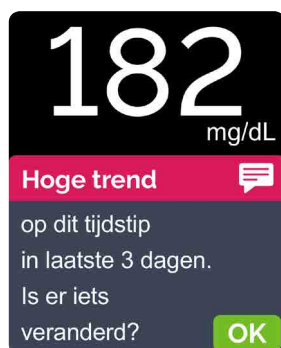 182
mg/dL
Hoge trend
op dit tijdstip
in laatste 3 dagen.
Is er iets
veranderd?
OK